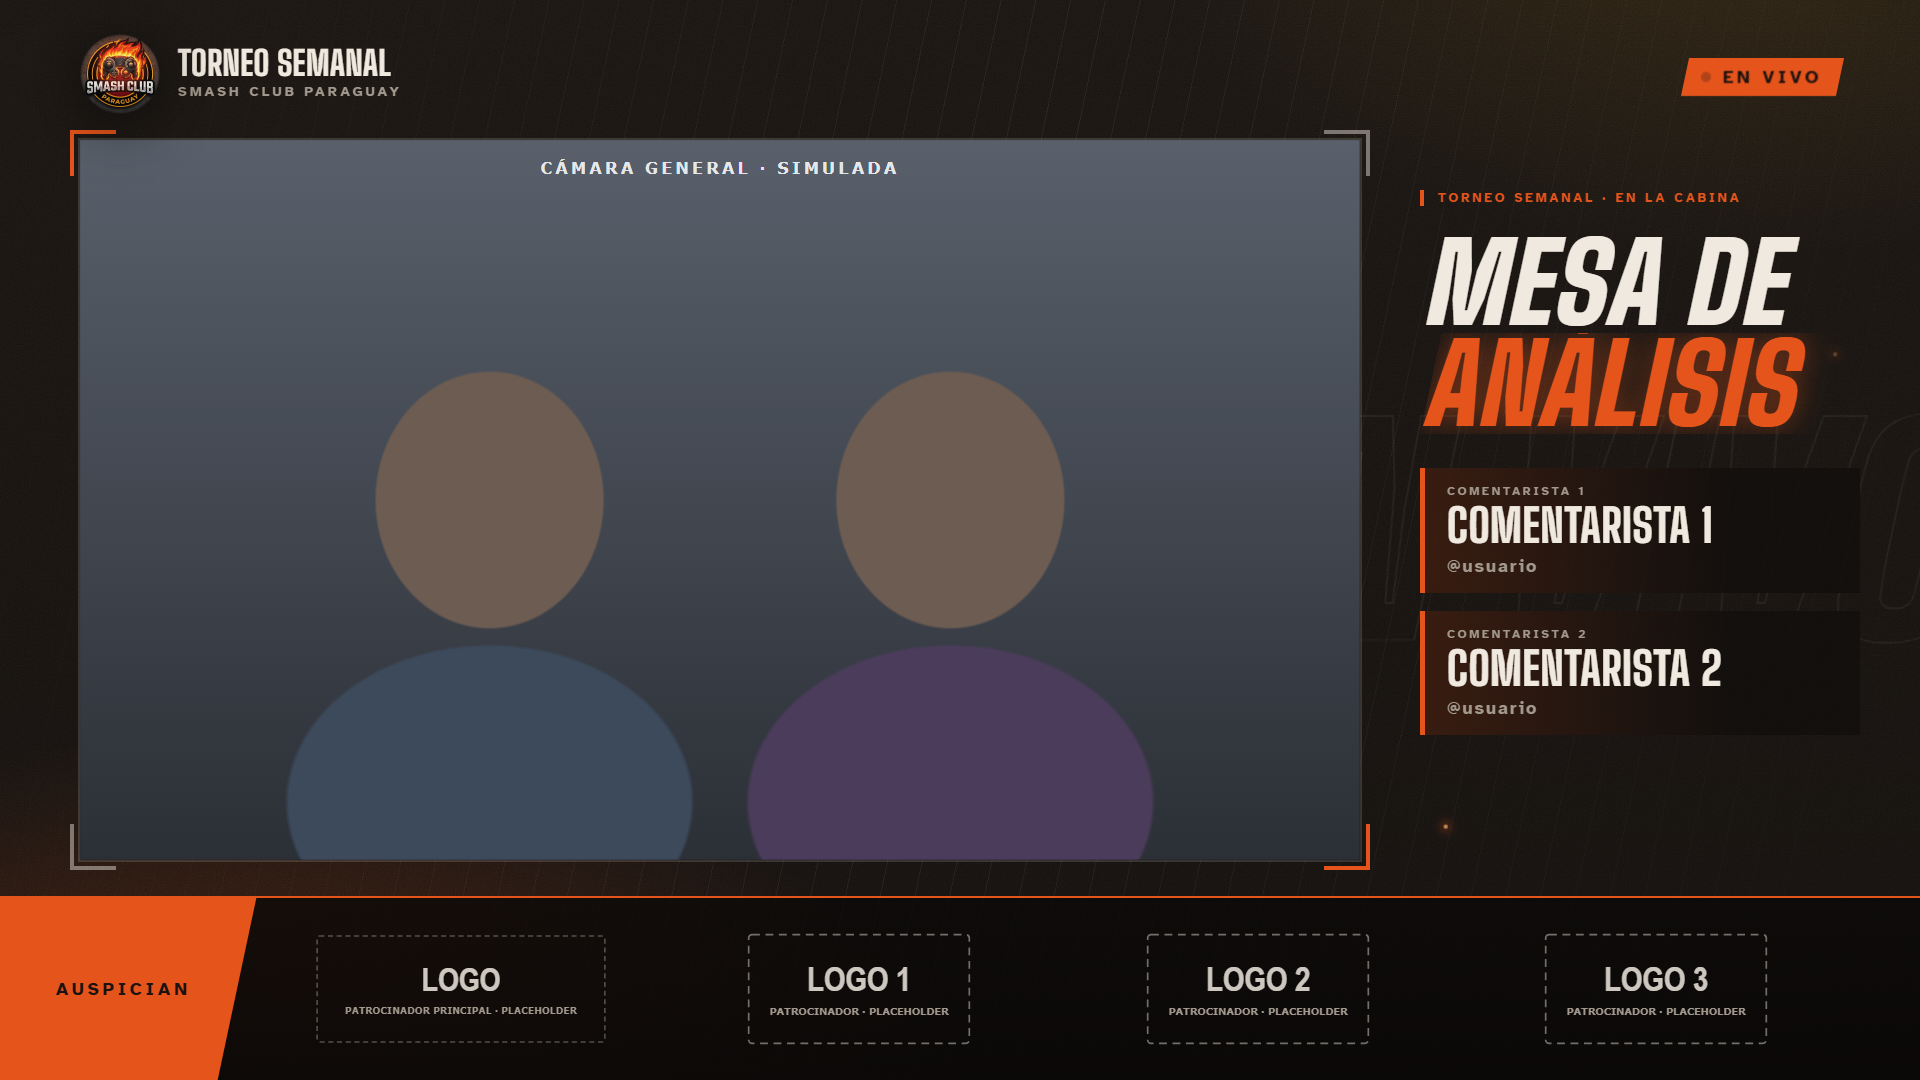 SMASH CLUB
PARAGUAY
TORNEO SEMANAL
SMASH CLUB PARAGUAY
EN VIVO
CÁMARA GENERAL · SIMULADA
TORNEO SEMANAL · EN LA CABINA
MESA DE
ANÁLISIS
COMENTARISTA 1
COMENTARISTA 1
@usuario
COMENTARISTA 2
COMENTARISTA 2
@usuario
AUSPICIAN
LOGO
PATROCINADOR PRINCIPAL · PLACEHOLDER
LOGO 1
PATROCINADOR · PLACEHOLDER
LOGO 2
PATROCINADOR · PLACEHOLDER
LOGO 3
PATROCINADOR · PLACEHOLDER